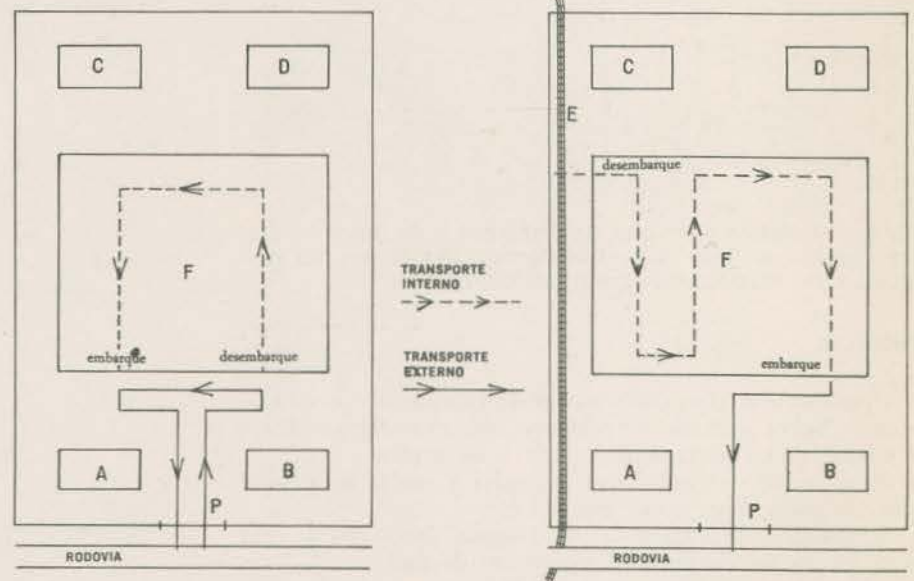 C
D
F
embarque
desembarque
A
B
P
RODOVIA
TRANSPORTE
INTERNO
TRANSPORTE
EXTERNO
C
D
E
desembarque
F
embarque
A
B
P
RODOVIA